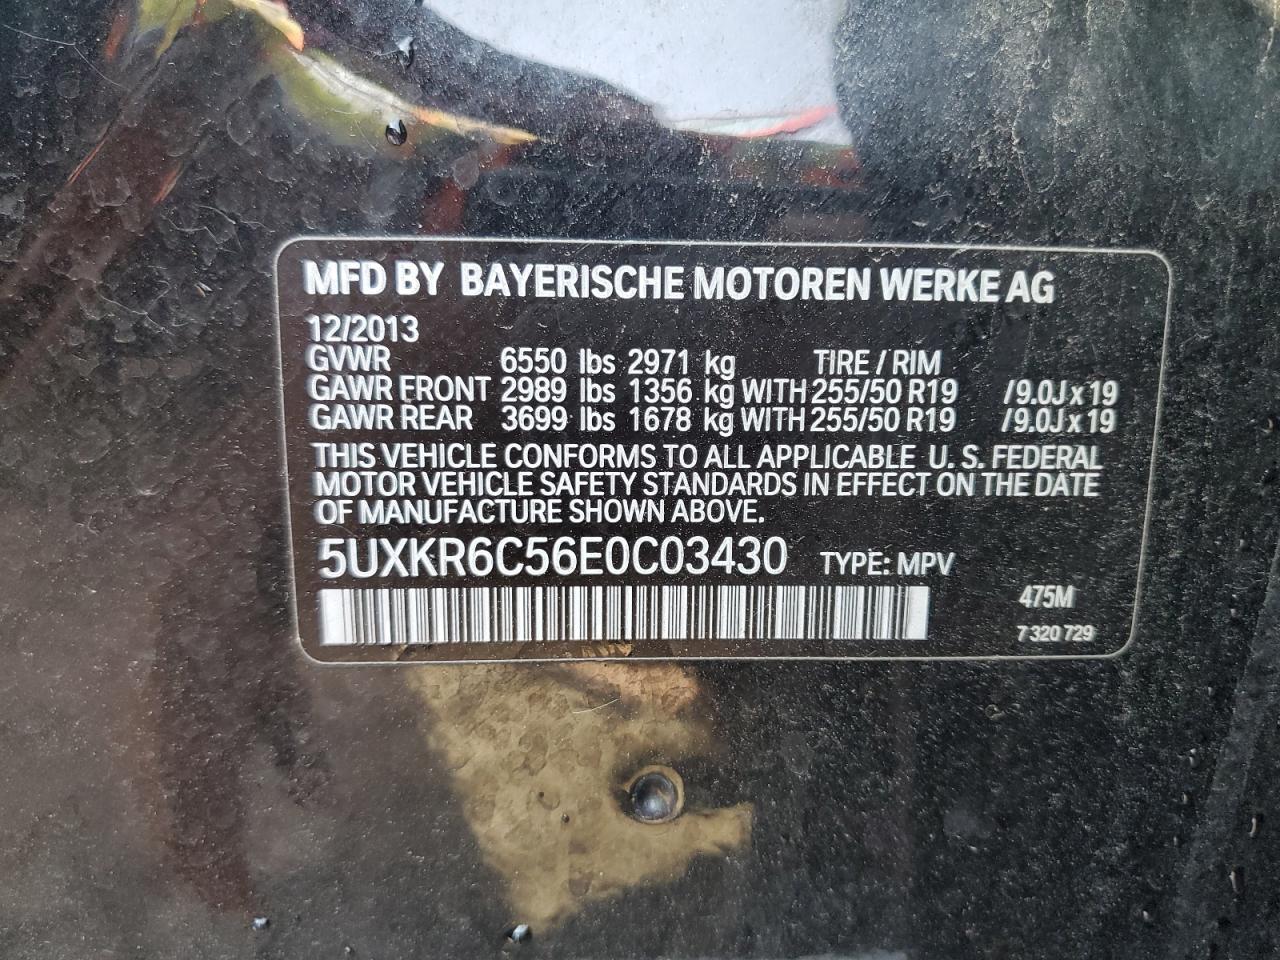 MFD BY BAYERISCHE MOTOREN WERKE AG
12/2013
GVWR 6550 lbs 2971 kg TIRE / RIM
GAWR FRONT 2989 lbs 1356 kg WITH 255/50 R19 /9.0J x 19
GAWR REAR 3699 lbs 1678 kg WITH 255/50 R19 /9.0J x 19
THIS VEHICLE CONFORMS TO ALL APPLICABLE U. S. FEDERAL
MOTOR VEHICLE SAFETY STANDARDS IN EFFECT ON THE DATE
OF MANUFACTURE SHOWN ABOVE.
5UXKR6C56E0C03430 TYPE: MPV
475M
7 320 729